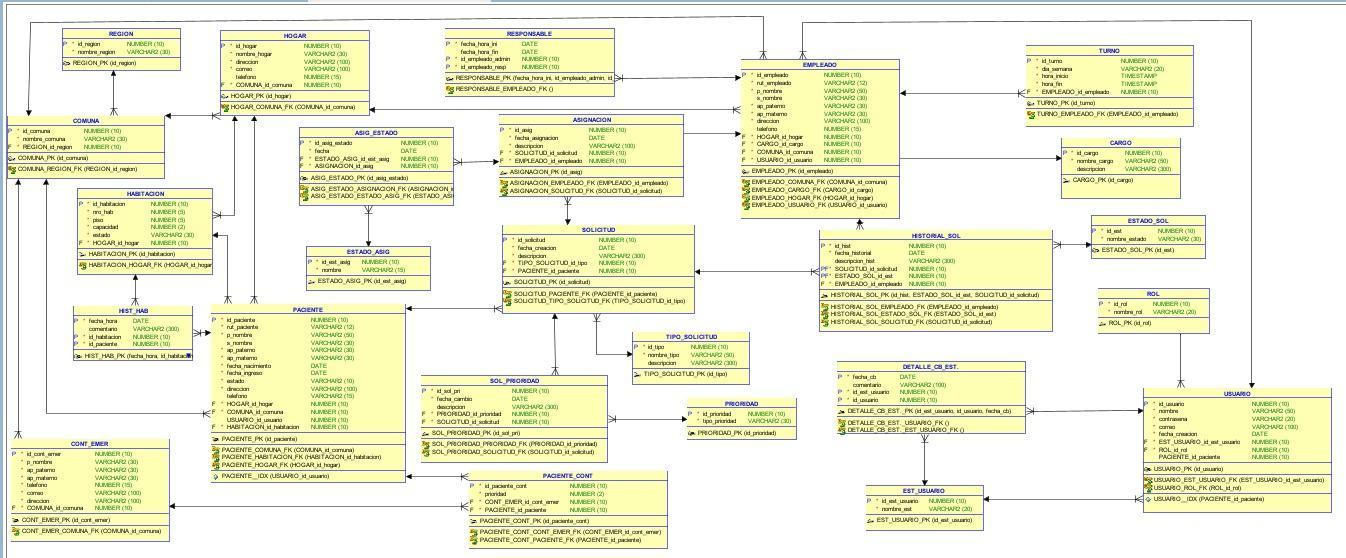 REGION
P * id_region NUMBER (10)
* nombre_region VARCHAR2 (30)
REGION_PK (id_region)
HOGAR
P * id_hogar NUMBER (10)
* nombre_hogar VARCHAR2 (30)
* direccion VARCHAR2 (100)
* correo VARCHAR2 (100)
telefono NUMBER (15)
F * COMUNA_id_comuna NUMBER (10)
HOGAR_PK (id_hogar)
HOGAR_COMUNA_FK (COMUNA_id_comuna)
RESPONSABLE
P * fecha_hora_ini DATE
fecha_hora_fin DATE
P * id_empleado_admin NUMBER (10)
P * id_empleado_resp NUMBER (10)
RESPONSABLE_PK (fecha_hora_ini, id_empleado_admin, id_
RESPONSABLE_EMPLEADO_FK ()
EMPLEADO
P * id_empleado NUMBER (10)
* rut_empleado VARCHAR2 (12)
* p_nombre VARCHAR2 (50)
s_nombre VARCHAR2 (30)
* ap_paterno VARCHAR2 (30)
* ap_materno VARCHAR2 (30)
* direccion VARCHAR2 (100)
telefono NUMBER (15)
F * HOGAR_id_hogar NUMBER (10)
F * CARGO_id_cargo NUMBER (10)
F * COMUNA_id_comuna NUMBER (10)
F * USUARIO_id_usuario NUMBER (10)
EMPLEADO_PK (id_empleado)
EMPLEADO_COMUNA_FK (COMUNA_id_comuna)
EMPLEADO_CARGO_FK (CARGO_id_cargo)
EMPLEADO_HOGAR_FK (HOGAR_id_hogar)
EMPLEADO_USUARIO_FK (USUARIO_id_usuario)
TURNO
P * id_turno NUMBER (10)
* dia_semana VARCHAR2 (20)
* hora_inicio TIMESTAMP
* hora_fin TIMESTAMP
F * EMPLEADO_id_empleado NUMBER (10)
TURNO_PK (id_turno)
TURNO_EMPLEADO_FK (EMPLEADO_id_empleado)
COMUNA
P * id_comuna NUMBER (10)
* nombre_comuna VARCHAR2 (30)
F * REGION_id_region NUMBER (10)
COMUNA_PK (id_comuna)
COMUNA_REGION_FK (REGION_id_region)
ASIG_ESTADO
P * id_asig_estado NUMBER (10)
* fecha DATE
F * ESTADO_ASIG_id_est_asig NUMBER (10)
F * ASIGNACION_id_asig NUMBER (10)
ASIG_ESTADO_PK (id_asig_estado)
ASIG_ESTADO_ASIGNACION_FK (ASIGNACION_i
ASIG_ESTADO_ESTADO_ASIG_FK (ESTADO_ASI
ASIGNACION
P * id_asig NUMBER (10)
* fecha_asignacion DATE
descripcion VARCHAR2 (100)
F * SOLICITUD_id_solicitud NUMBER (10)
F * EMPLEADO_id_empleado NUMBER (10)
ASIGNACION_PK (id_asig)
ASIGNACION_EMPLEADO_FK (EMPLEADO_id_empleado)
ASIGNACION_SOLICITUD_FK (SOLICITUD_id_solicitud)
CARGO
P * id_cargo NUMBER (10)
* nombre_cargo VARCHAR2 (50)
descripcion VARCHAR2 (300)
CARGO_PK (id_cargo)
HABITACION
P * id_habitacion NUMBER (10)
* nro_hab NUMBER (5)
* piso NUMBER (5)
* capacidad NUMBER (2)
* estado VARCHAR2 (30)
F * HOGAR_id_hogar NUMBER (10)
HABITACION_PK (id_habitacion)
HABITACION_HOGAR_FK (HOGAR_id_hogar
ESTADO_ASIG
P * id_est_asig NUMBER (10)
* nombre VARCHAR2 (15)
ESTADO_ASIG_PK (id_est_asig)
SOLICITUD
P * id_solicitud NUMBER (10)
* fecha_creacion DATE
* descripcion VARCHAR2 (300)
F * TIPO_SOLICITUD_id_tipo NUMBER (10)
F * PACIENTE_id_paciente NUMBER (10)
SOLICITUD_PK (id_solicitud)
SOLICITUD_PACIENTE_FK (PACIENTE_id_paciente)
SOLICITUD_TIPO_SOLICITUD_FK (TIPO_SOLICITUD_id_tipo)
HISTORIAL_SOL
P * id_hist NUMBER (10)
* fecha_historial DATE
descripcion_hist VARCHAR2 (300)
PF* SOLICITUD_id_solicitud NUMBER (10)
PF* ESTADO_SOL_id_est NUMBER (10)
F * EMPLEADO_id_empleado NUMBER (10)
HISTORIAL_SOL_PK (id_hist, ESTADO_SOL_id_est, SOLICITUD_id_solicitud)
HISTORIAL_SOL_EMPLEADO_FK (EMPLEADO_id_empleado)
HISTORIAL_SOL_ESTADO_SOL_FK (ESTADO_SOL_id_est)
HISTORIAL_SOL_SOLICITUD_FK (SOLICITUD_id_solicitud)
ESTADO_SOL
P * id_est NUMBER (10)
* nombre_estado VARCHAR2 (30)
ESTADO_SOL_PK (id_est)
ROL
P * id_rol NUMBER (10)
* nombre_rol VARCHAR2 (20)
ROL_PK (id_rol)
HIST_HAB
P * fecha_hora DATE
comentario VARCHAR2 (300)
P * id_habitacion NUMBER (10)
P * id_paciente NUMBER (10)
HIST_HAB_PK (fecha_hora, id_habitaci
PACIENTE
P * id_paciente NUMBER (10)
* rut_paciente VARCHAR2 (12)
* p_nombre VARCHAR2 (50)
s_nombre VARCHAR2 (30)
* ap_paterno VARCHAR2 (30)
* ap_materno VARCHAR2 (30)
* fecha_nacimiento DATE
* fecha_ingreso DATE
* estado VARCHAR2 (10)
* direccion VARCHAR2 (100)
telefono VARCHAR2 (15)
F * HOGAR_id_hogar NUMBER (10)
F * COMUNA_id_comuna NUMBER (10)
USUARIO_id_usuario NUMBER (10)
F * HABITACION_id_habitacion NUMBER (10)
PACIENTE_PK (id_paciente)
PACIENTE_COMUNA_FK (COMUNA_id_comuna)
PACIENTE_HABITACION_FK (HABITACION_id_habitacion)
PACIENTE_HOGAR_FK (HOGAR_id_hogar)
PACIENTE__IDX (USUARIO_id_usuario)
TIPO_SOLICITUD
P * id_tipo NUMBER (10)
* nombre_tipo VARCHAR2 (50)
descripcion VARCHAR2 (300)
TIPO_SOLICITUD_PK (id_tipo)
SOL_PRIORIDAD
P * id_sol_pri NUMBER (10)
* fecha_cambio DATE
descripcion VARCHAR2 (300)
F * PRIORIDAD_id_prioridad NUMBER (10)
F * SOLICITUD_id_solicitud NUMBER (10)
SOL_PRIORIDAD_PK (id_sol_pri)
SOL_PRIORIDAD_PRIORIDAD_FK (PRIORIDAD_id_prioridad)
SOL_PRIORIDAD_SOLICITUD_FK (SOLICITUD_id_solicitud)
PRIORIDAD
P * id_prioridad NUMBER (10)
* tipo_prioridad VARCHAR2 (30)
PRIORIDAD_PK (id_prioridad)
DETALLE_CB_EST.
P * fecha_cb DATE
comentario VARCHAR2 (100)
P * id_est_usuario NUMBER (10)
P * id_usuario NUMBER (10)
DETALLE_CB_EST._PK (id_est_usuario, id_usuario, fecha_cb)
DETALLE_CB_EST._USUARIO_FK ()
DETALLE_CB_EST._EST_USUARIO_FK ()
USUARIO
P * id_usuario NUMBER (10)
* nombre VARCHAR2 (50)
* contrasena VARCHAR2 (20)
* correo VARCHAR2 (100)
* fecha_creacion DATE
F * EST_USUARIO_id_est_usuario NUMBER (10)
F * ROL_id_rol NUMBER (10)
PACIENTE_id_paciente NUMBER (10)
USUARIO_PK (id_usuario)
USUARIO_EST_USUARIO_FK (EST_USUARIO_id_est_usuario)
USUARIO_ROL_FK (ROL_id_rol)
USUARIO__IDX (PACIENTE_id_paciente)
CONT_EMER
P * id_cont_emer NUMBER (10)
* p_nombre VARCHAR2 (30)
* ap_paterno VARCHAR2 (30)
* ap_materno VARCHAR2 (30)
* telefono NUMBER (15)
* correo VARCHAR2 (100)
* direccion VARCHAR2 (100)
F * COMUNA_id_comuna NUMBER (10)
CONT_EMER_PK (id_cont_emer)
CONT_EMER_COMUNA_FK (COMUNA_id_comuna)
PACIENTE_CONT
P * id_paciente_cont NUMBER (10)
* prioridad NUMBER (2)
F * CONT_EMER_id_cont_emer NUMBER (10)
F * PACIENTE_id_paciente NUMBER (10)
PACIENTE_CONT_PK (id_paciente_cont)
PACIENTE_CONT_CONT_EMER_FK (CONT_EMER_id_cont_emer)
PACIENTE_CONT_PACIENTE_FK (PACIENTE_id_paciente)
EST_USUARIO
P * id_est_usuario NUMBER (10)
* nombre_est VARCHAR2 (20)
EST_USUARIO_PK (id_est_usuario)